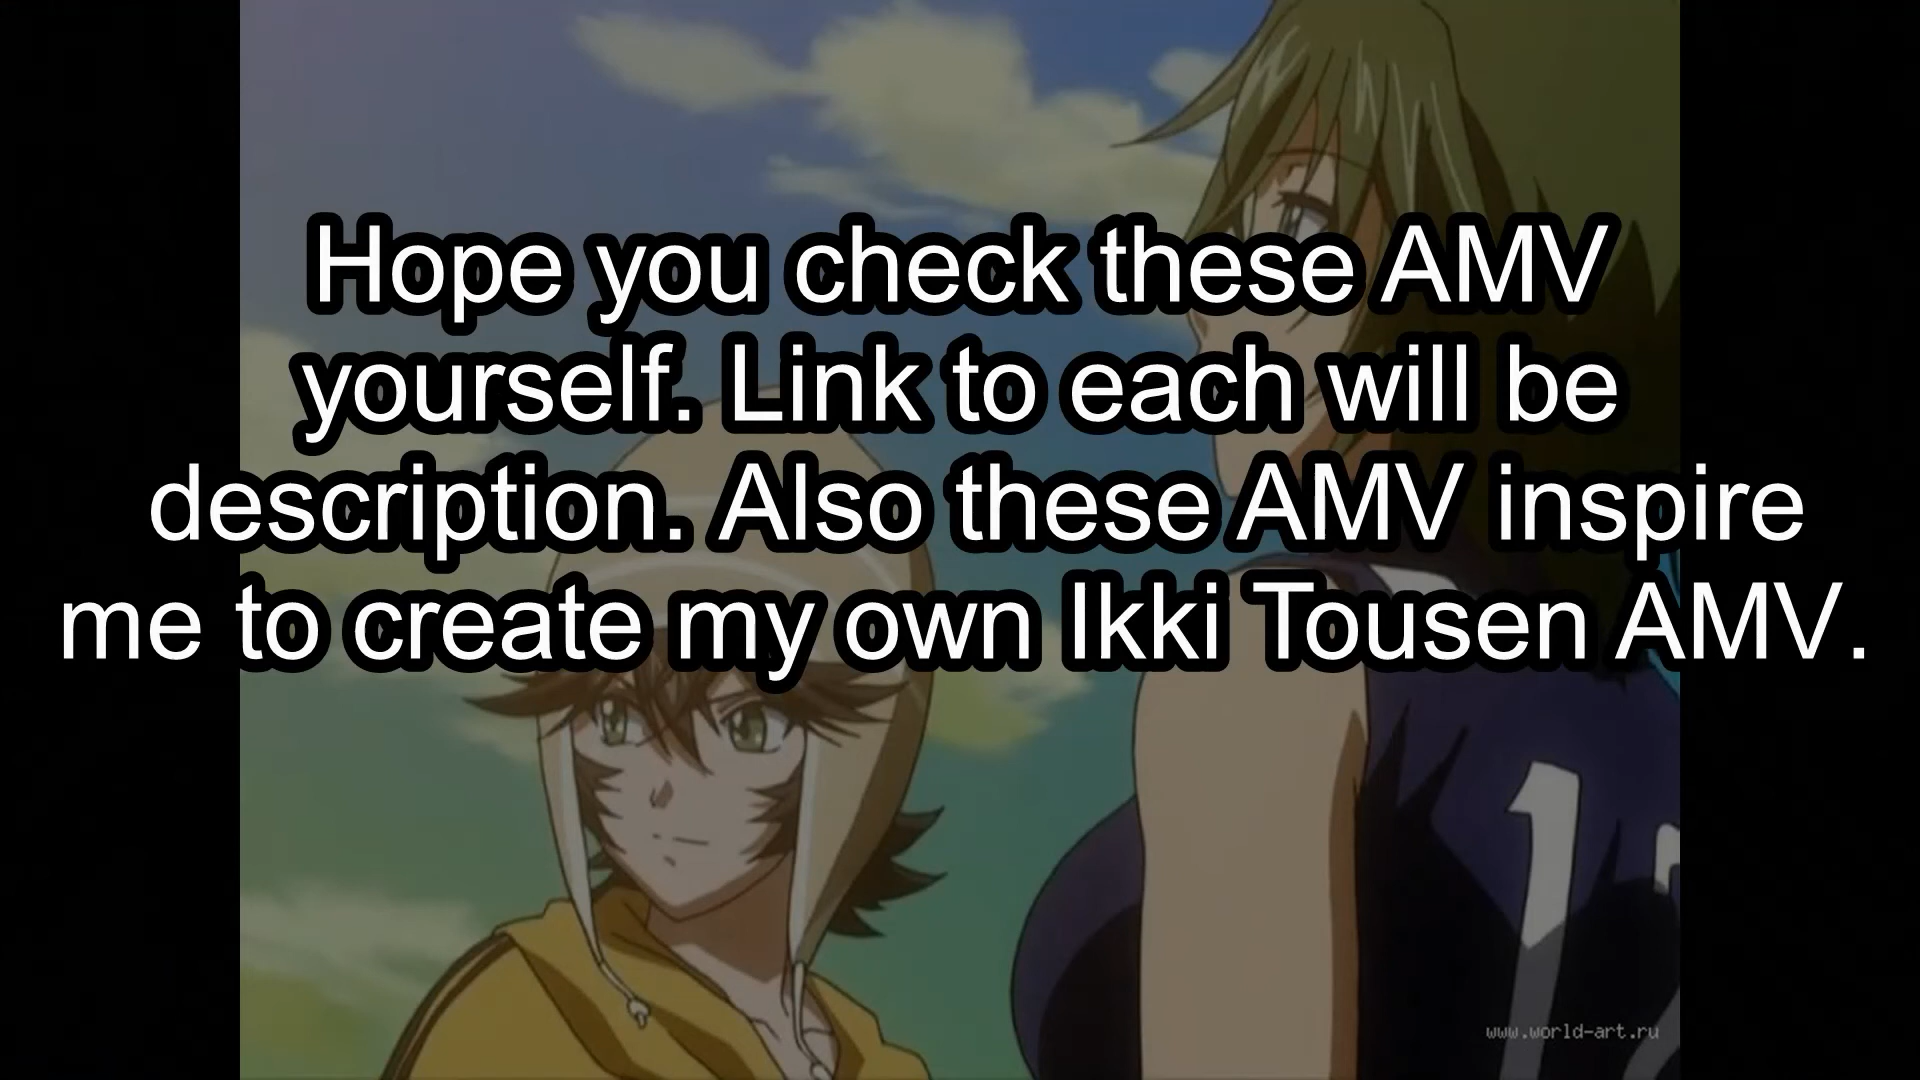 Hope you check these AMV
yourself. Link to each will be
description. Also these AMV inspire
me to create my own Ikki Tousen AMV.
1
www.world-art.ru